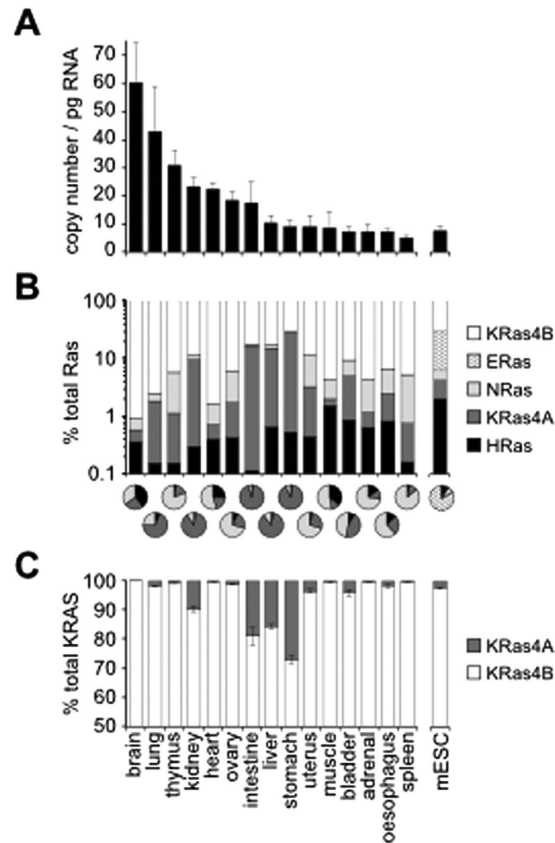 A
copy number / pg RNA
70
60
50
40
30
20
10
0
B
% total Ras
100
10
1
0.1
KRas4B
ERas
NRas
KRas4A
HRas
C
% total KRAS
100
90
80
70
60
50
KRas4A
KRas4B
brain
lung
thymus
kidney
heart
ovary
intestine
liver
stomach
uterus
muscle
bladder
adrenal
oesophagus
spleen
mESC